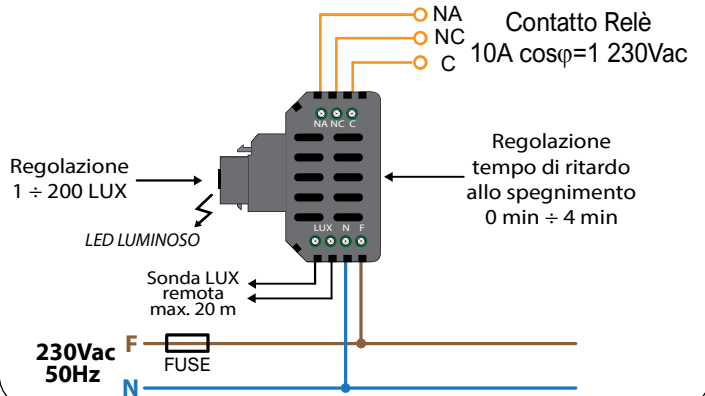 NA
NC
C
Contatto Relè
10A cosφ=1 230Vac
NA NC C
Regolazione
1 ÷ 200 LUX
LED LUMINOSO
Regolazione
tempo di ritardo
allo spegnimento
0 min ÷ 4 min
LUX N F
Sonda LUX
remota
max. 20 m
230Vac
50Hz
F
FUSE
N